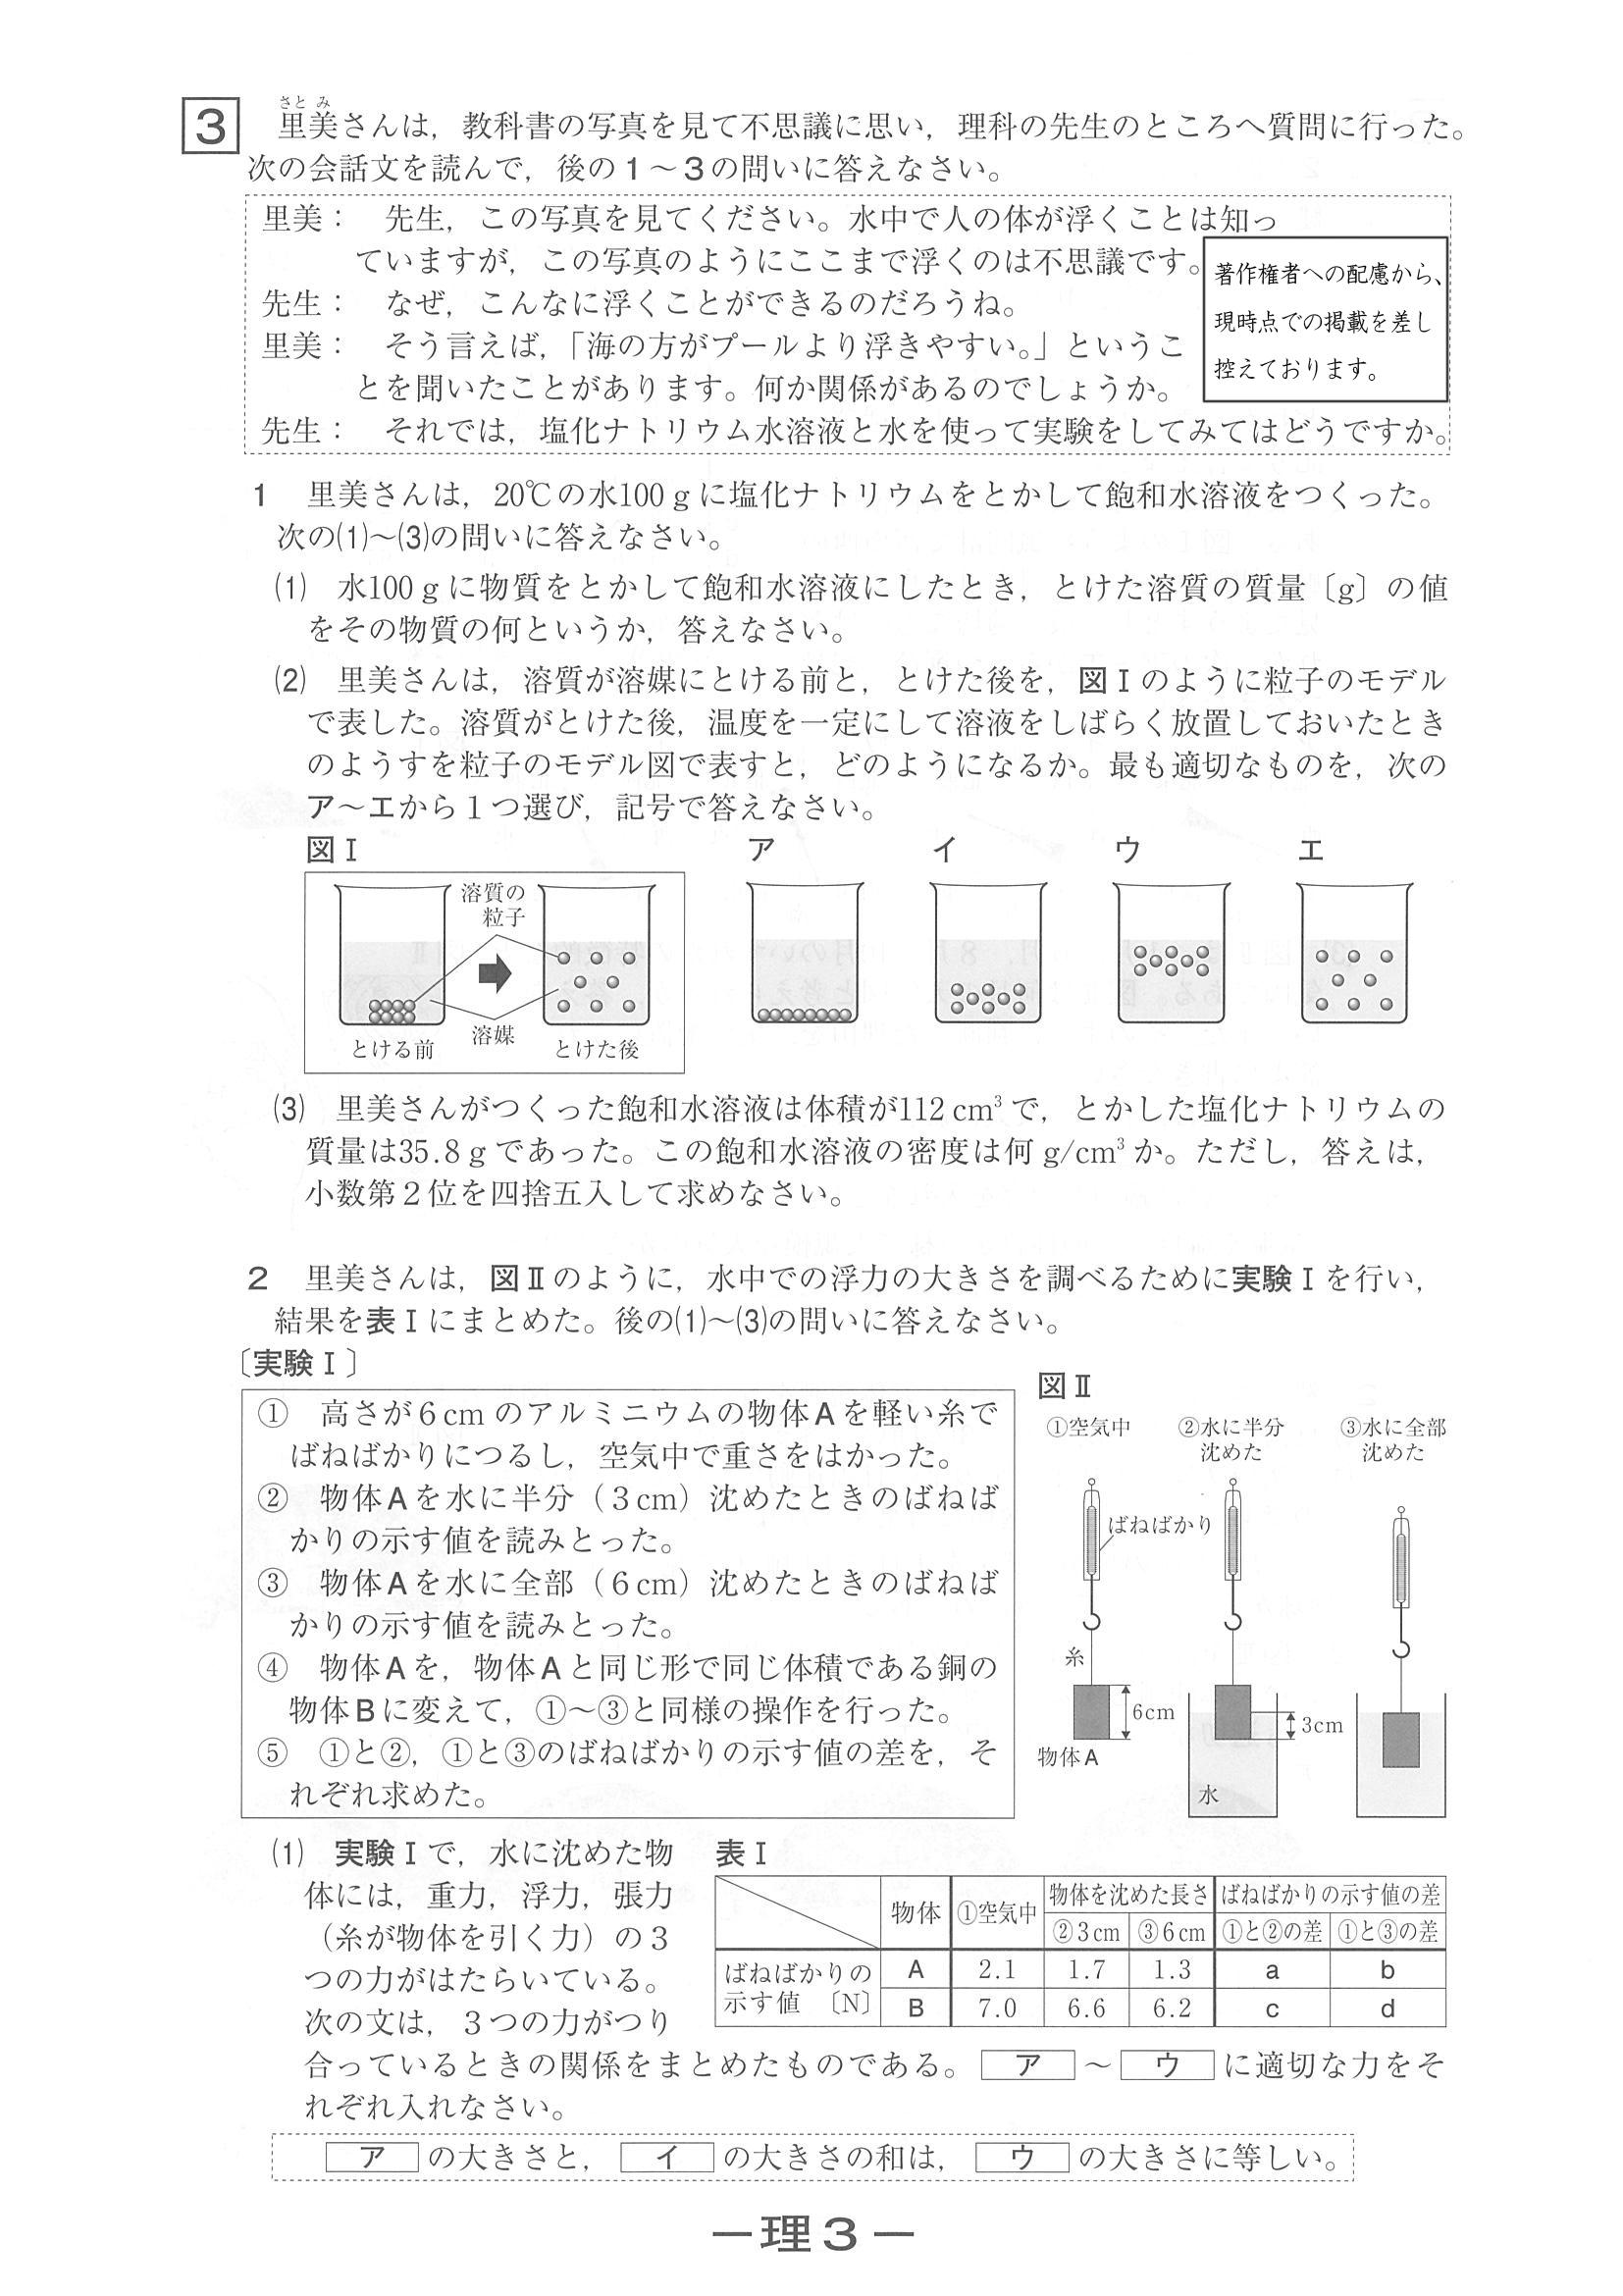 3 里美さんは，教科書の写真を見て不思議に思い，理科の先生のところへ質問に行った。
さとみ
次の会話文を読んで，後の1～3の問いに答えなさい。
里美： 先生，この写真を見てください。水中で人の体が浮くことは知っ
ていますが，この写真のようにここまで浮くのは不思議です。
先生： なぜ，こんなに浮くことができるのだろうね。
里美： そう言えば，「海の方がプールより浮きやすい。」というこ
とを聞いたことがあります。何か関係があるのでしょうか。
先生： それでは，塩化ナトリウム水溶液と水を使って実験をしてみてはどうですか。
著作権者への配慮から、
現時点での掲載を差し
控えております。
1 里美さんは，20℃の水100gに塩化ナトリウムをとかして飽和水溶液をつくった。
次の(1)～(3)の問いに答えなさい。
(1) 水100gに物質をとかして飽和水溶液にしたとき，とけた溶質の質量〔g〕の値
をその物質の何というか，答えなさい。
(2) 里美さんは，溶質が溶媒にとける前と，とけた後を，図Ⅰのように粒子のモデル
で表した。溶質がとけた後，温度を一定にして溶液をしばらく放置しておいたとき
のようすを粒子のモデル図で表すと，どのようになるか。最も適切なものを，次の
ア～エから1つ選び，記号で答えなさい。
図Ⅰ ア イ ウ エ
溶質の
粒子
溶媒
とける前 とけた後
(3) 里美さんがつくった飽和水溶液は体積が112cm³で，とかした塩化ナトリウムの
質量は35.8gであった。この飽和水溶液の密度は何g/cm³か。ただし，答えは，
小数第2位を四捨五入して求めなさい。
2 里美さんは，図Ⅱのように，水中での浮力の大きさを調べるために実験Ⅰを行い，
結果を表Ⅰにまとめた。後の(1)～(3)の問いに答えなさい。
〔実験Ⅰ〕
① 高さが6cmのアルミニウムの物体Aを軽い糸で
ばねばかりにつるし，空気中で重さをはかった。
② 物体Aを水に半分（3cm）沈めたときのばねば
かりの示す値を読みとった。
③ 物体Aを水に全部（6cm）沈めたときのばねば
かりの示す値を読みとった。
④ 物体Aを，物体Aと同じ形で同じ体積である銅の
物体Bに変えて，①～③と同様の操作を行った。
⑤ ①と②，①と③のばねばかりの示す値の差を，そ
れぞれ求めた。
図Ⅱ
①空気中 ②水に半分 ③水に全部
沈めた 沈めた
ばねばかり
糸
6cm
3cm
物体A
水
(1) 実験Ⅰで，水に沈めた物
体には，重力，浮力，張力
（糸が物体を引く力）の3
つの力がはたらいている。
次の文は，3つの力がつり
表Ⅰ
物体 ①空気中 物体を沈めた長さ ばねばかりの示す値の差
②3cm ③6cm ①と②の差 ①と③の差
ばねばかりの
示す値 〔N〕
A 2.1 1.7 1.3 a b
B 7.0 6.6 6.2 c d
合っているときの関係をまとめたものである。 ア ～ ウ に適切な力をそ
れぞれ入れなさい。
ア の大きさと， イ の大きさの和は， ウ の大きさに等しい。
―理3―